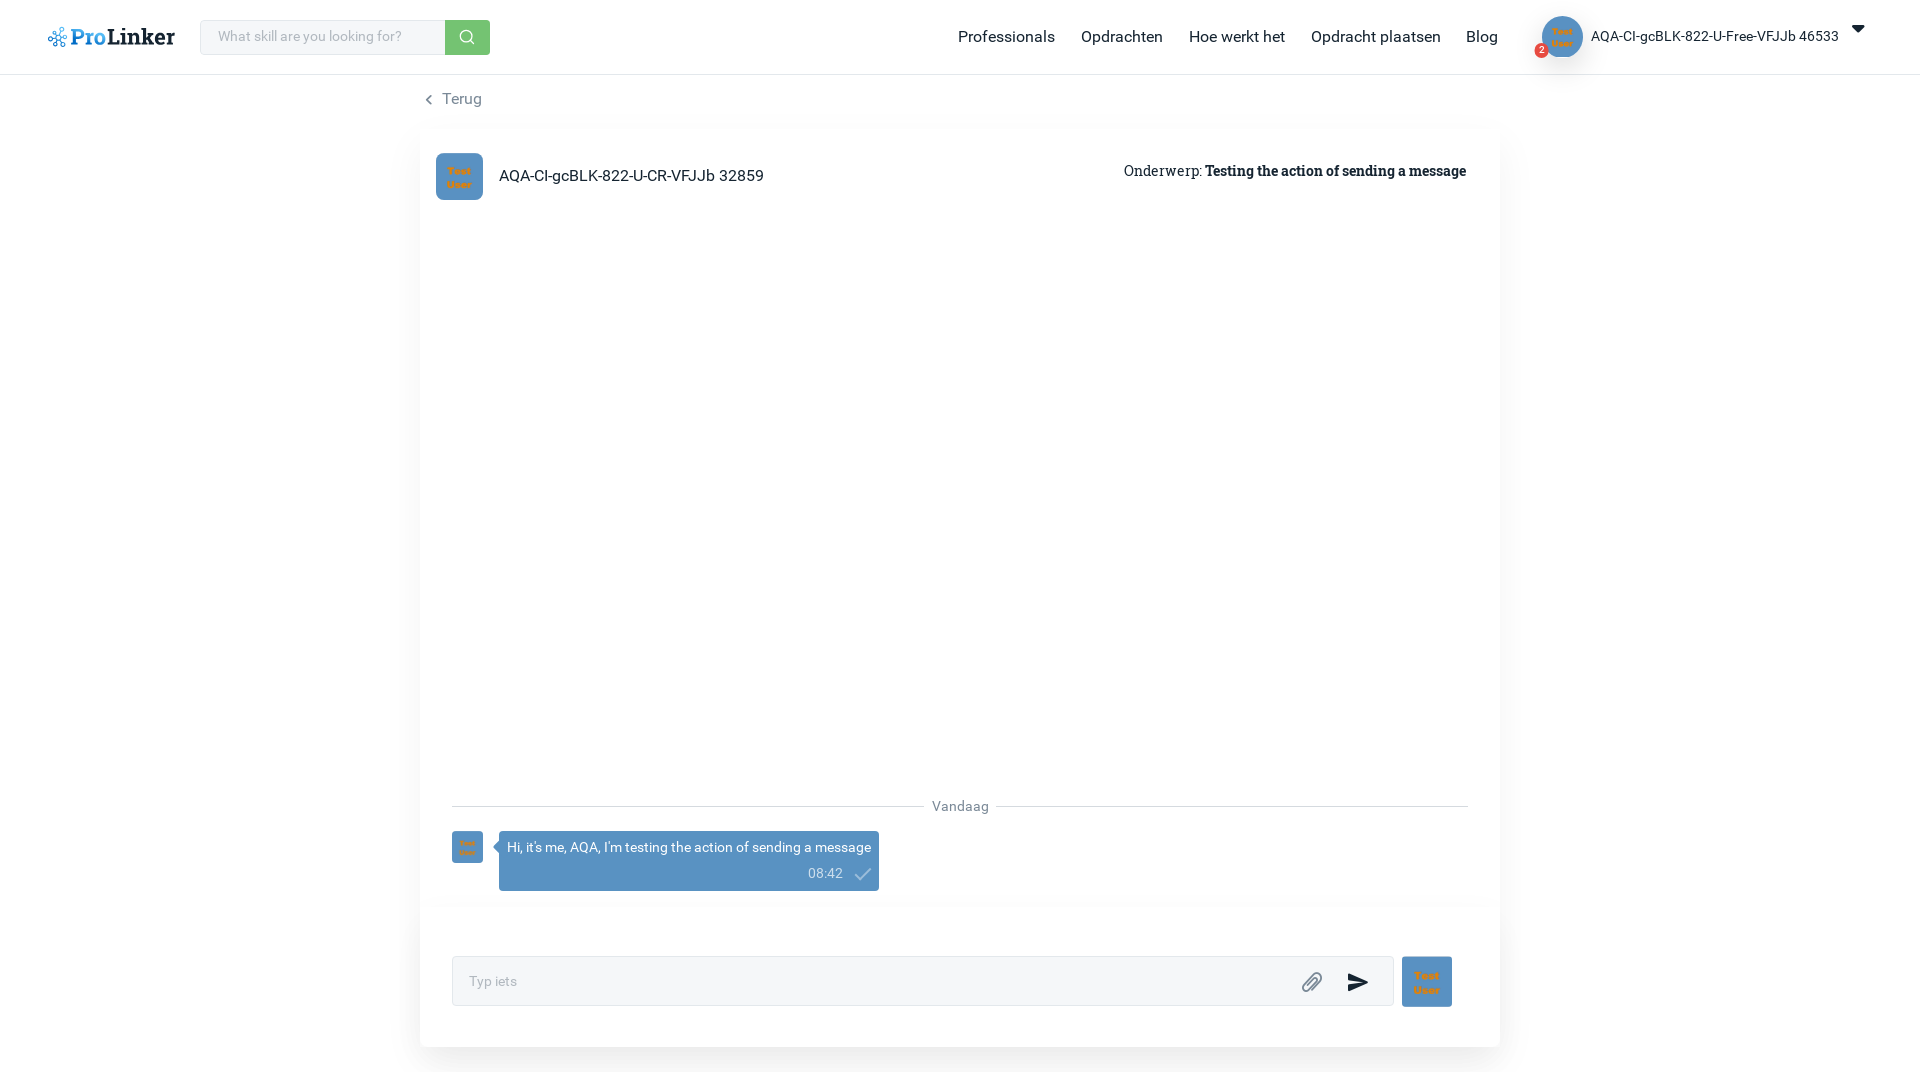 ProLinker
What skill are you looking for?
Professionals
Opdrachten
Hoe werkt het
Opdracht plaatsen
Blog
Test
User
2
AQA-CI-gcBLK-822-U-Free-VFJJb 46533
Terug
Test
User
AQA-CI-gcBLK-822-U-CR-VFJJb 32859
Onderwerp: Testing the action of sending a message
Vandaag
Test
User
Hi, it's me, AQA, I'm testing the action of sending a message
08:42
Typ iets
Test
User